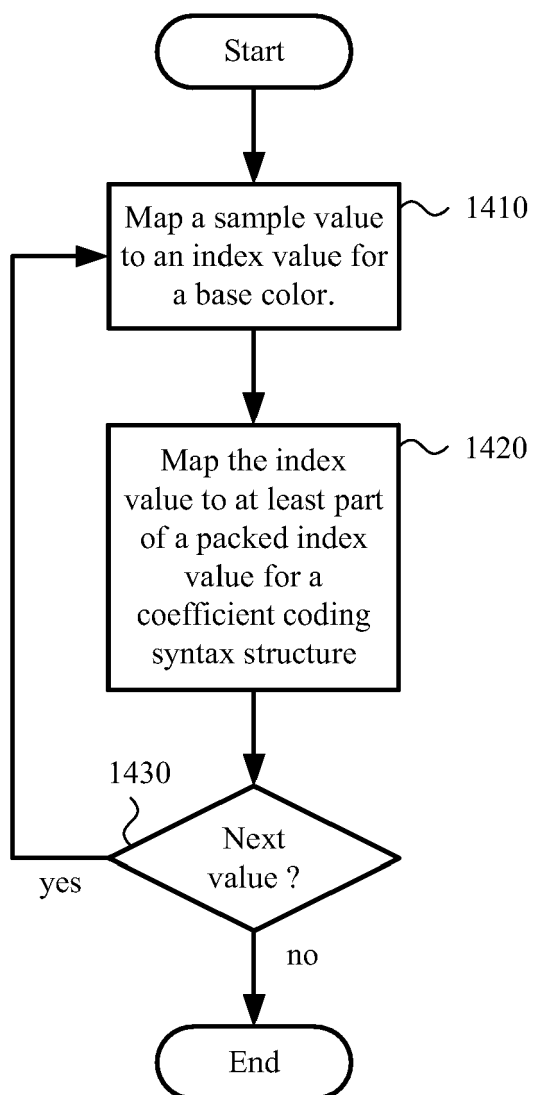 Start
Map a sample value
to an index value for
a base color.
1410
Map the index
value to at least part
of a packed index
value for a
coefficient coding
syntax structure
1420
1430
Next
value ?
yes
no
End